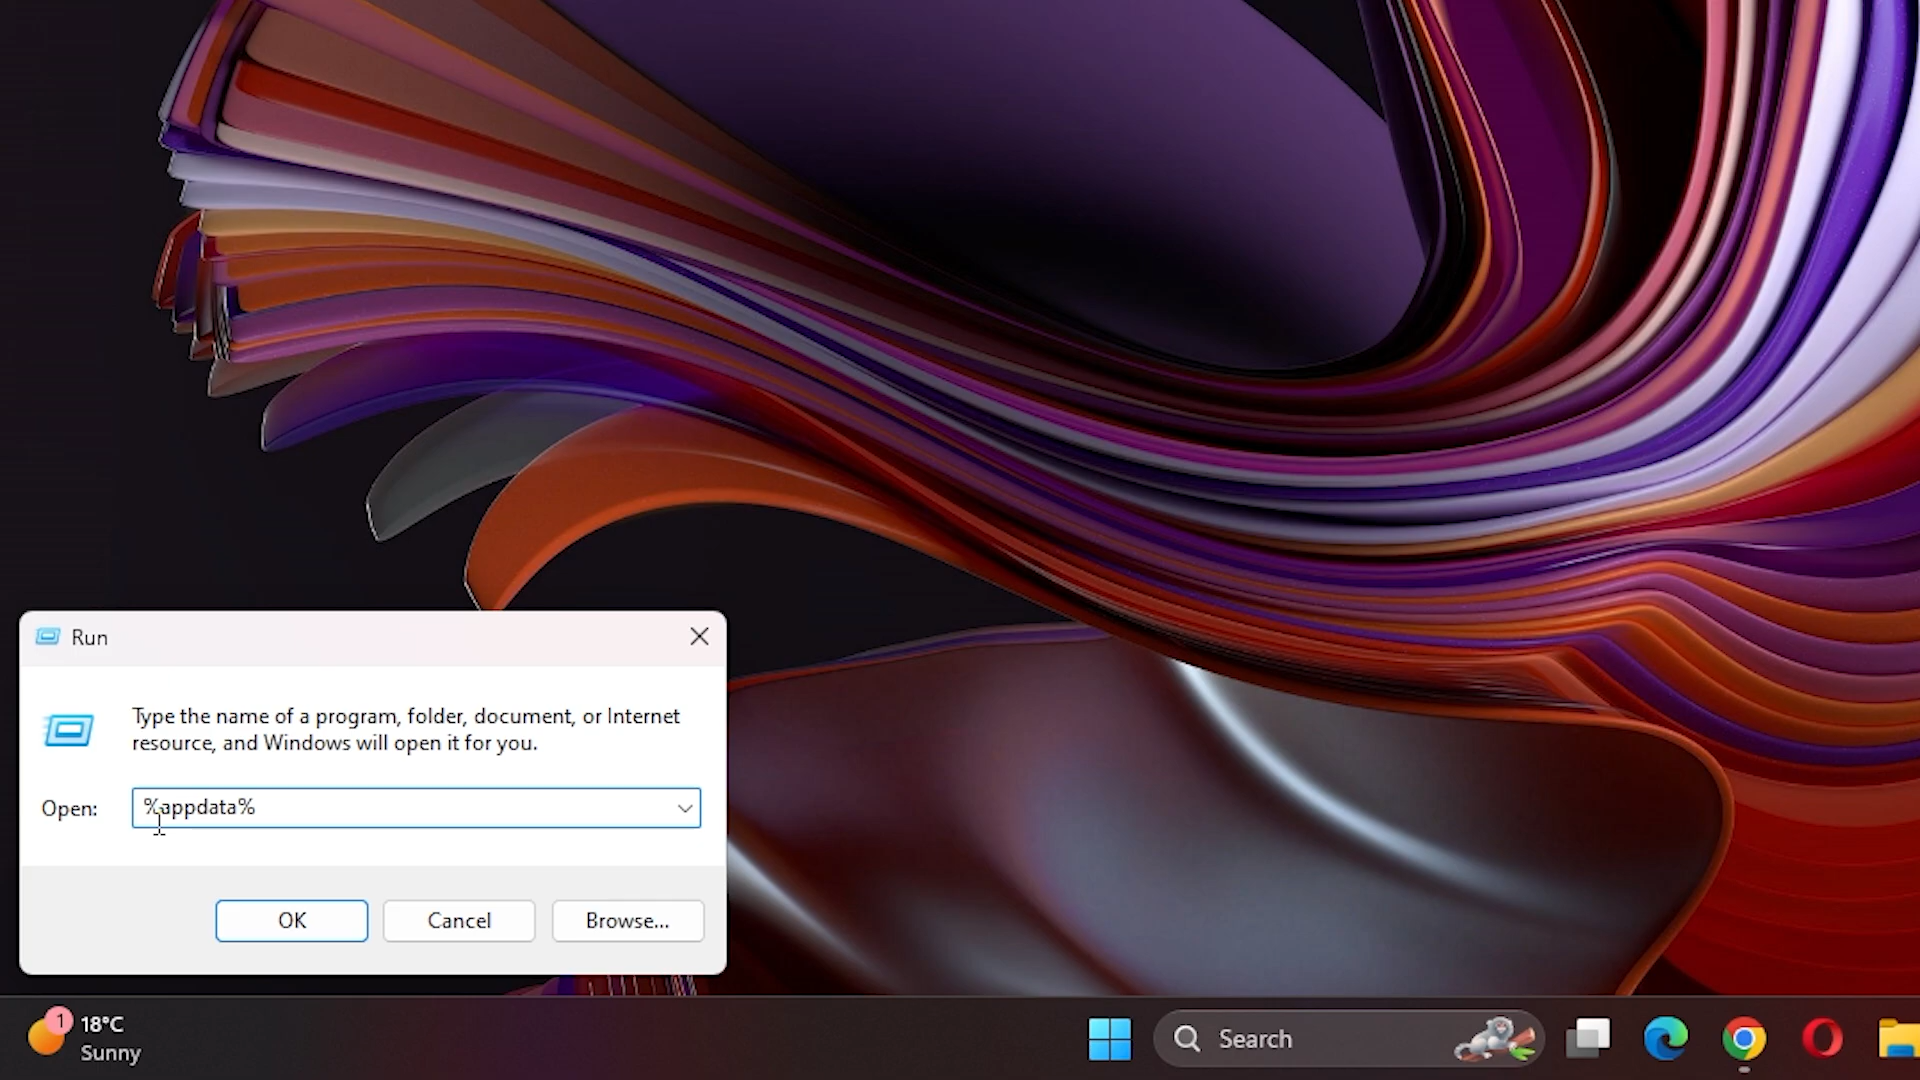 Run
Type the name of a program, folder, document, or Internet
resource, and Windows will open it for you.
Open:
%appdata%
OK
Cancel
Browse...
1
18°C
Sunny
Search